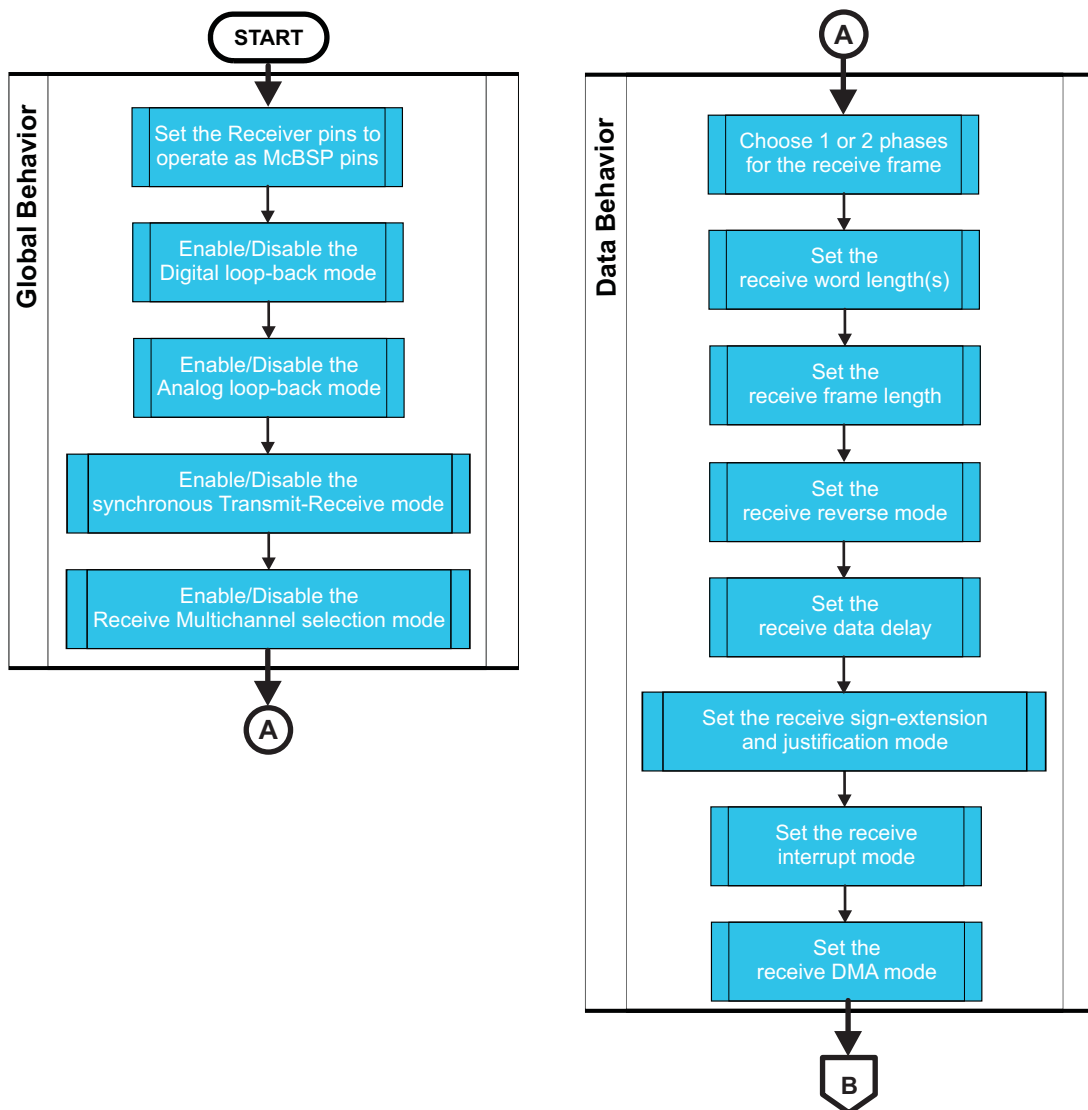 START
Global Behavior
Set the Receiver pins to
operate as McBSP pins
Enable/Disable the
Digital loop-back mode
Enable/Disable the
Analog loop-back mode
Enable/Disable the
synchronous Transmit-Receive mode
Enable/Disable the
Receive Multichannel selection mode
A
A
Data Behavior
Choose 1 or 2 phases
for the receive frame
Set the
receive word length(s)
Set the
receive frame length
Set the
receive reverse mode
Set the
receive data delay
Set the receive sign-extension
and justification mode
Set the receive
interrupt mode
Set the
receive DMA mode
B